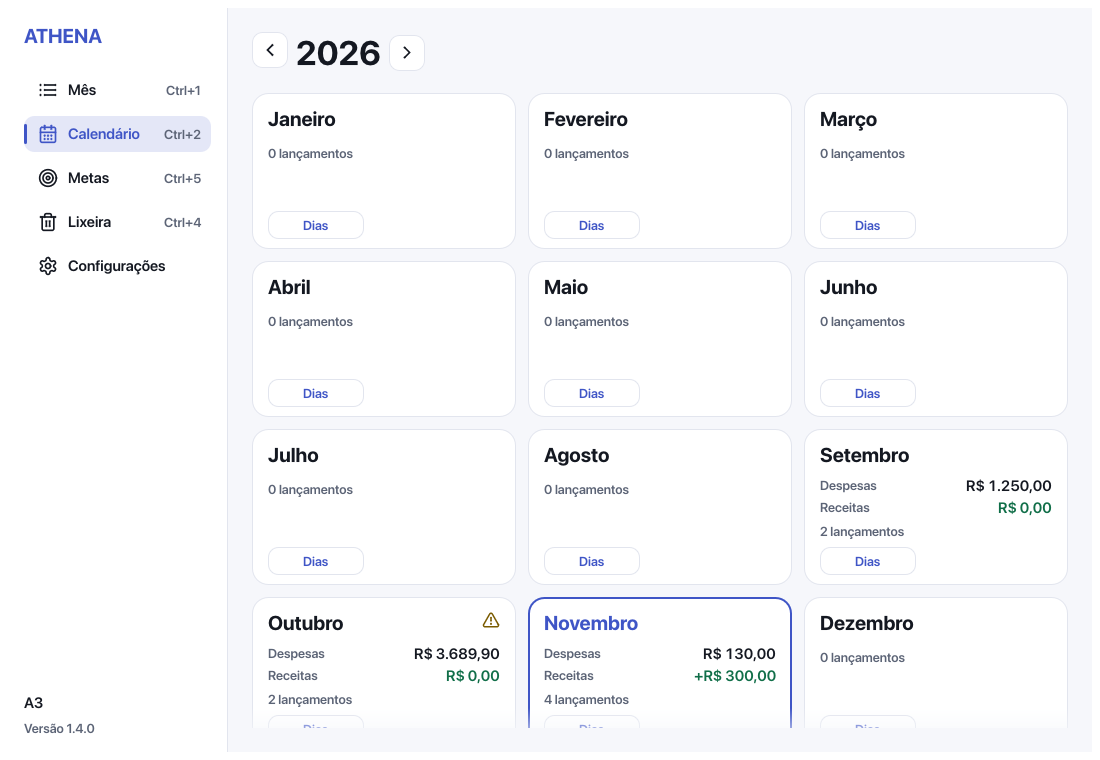 ATHENA
Mês Ctrl+1
Calendário Ctrl+2
Metas Ctrl+5
Lixeira Ctrl+4
Configurações
A3
Versão 1.4.0
2026
Janeiro
0 lançamentos
Dias
Fevereiro
0 lançamentos
Dias
Março
0 lançamentos
Dias
Abril
0 lançamentos
Dias
Maio
0 lançamentos
Dias
Junho
0 lançamentos
Dias
Julho
0 lançamentos
Dias
Agosto
0 lançamentos
Dias
Setembro
Despesas R$ 1.250,00
Receitas R$ 0,00
2 lançamentos
Dias
Outubro
Despesas R$ 3.689,90
Receitas R$ 0,00
2 lançamentos
Dias
Novembro
Despesas R$ 130,00
Receitas +R$ 300,00
4 lançamentos
Dias
Dezembro
0 lançamentos
Dias